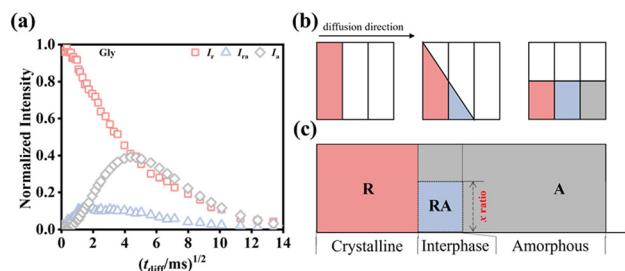 (a)
Gly
Ir Ira Ia
Normalized Intensity
1.0
0.8
0.6
0.4
0.2
0.0
0 2 4 6 8 10 12 14
(tdiff/ms)1/2
(b)
diffusion direction
(c)
R
RA
x ratio
A
Crystalline Interphase Amorphous